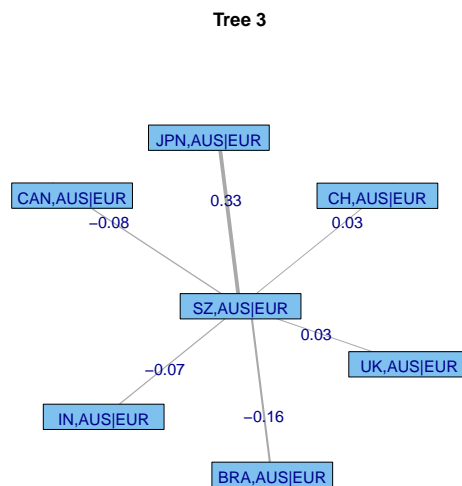 Tree 3
JPN,AUS|EUR
CAN,AUS|EUR
CH,AUS|EUR
0.33
−0.08
0.03
SZ,AUS|EUR
0.03
UK,AUS|EUR
−0.07
IN,AUS|EUR
−0.16
BRA,AUS|EUR